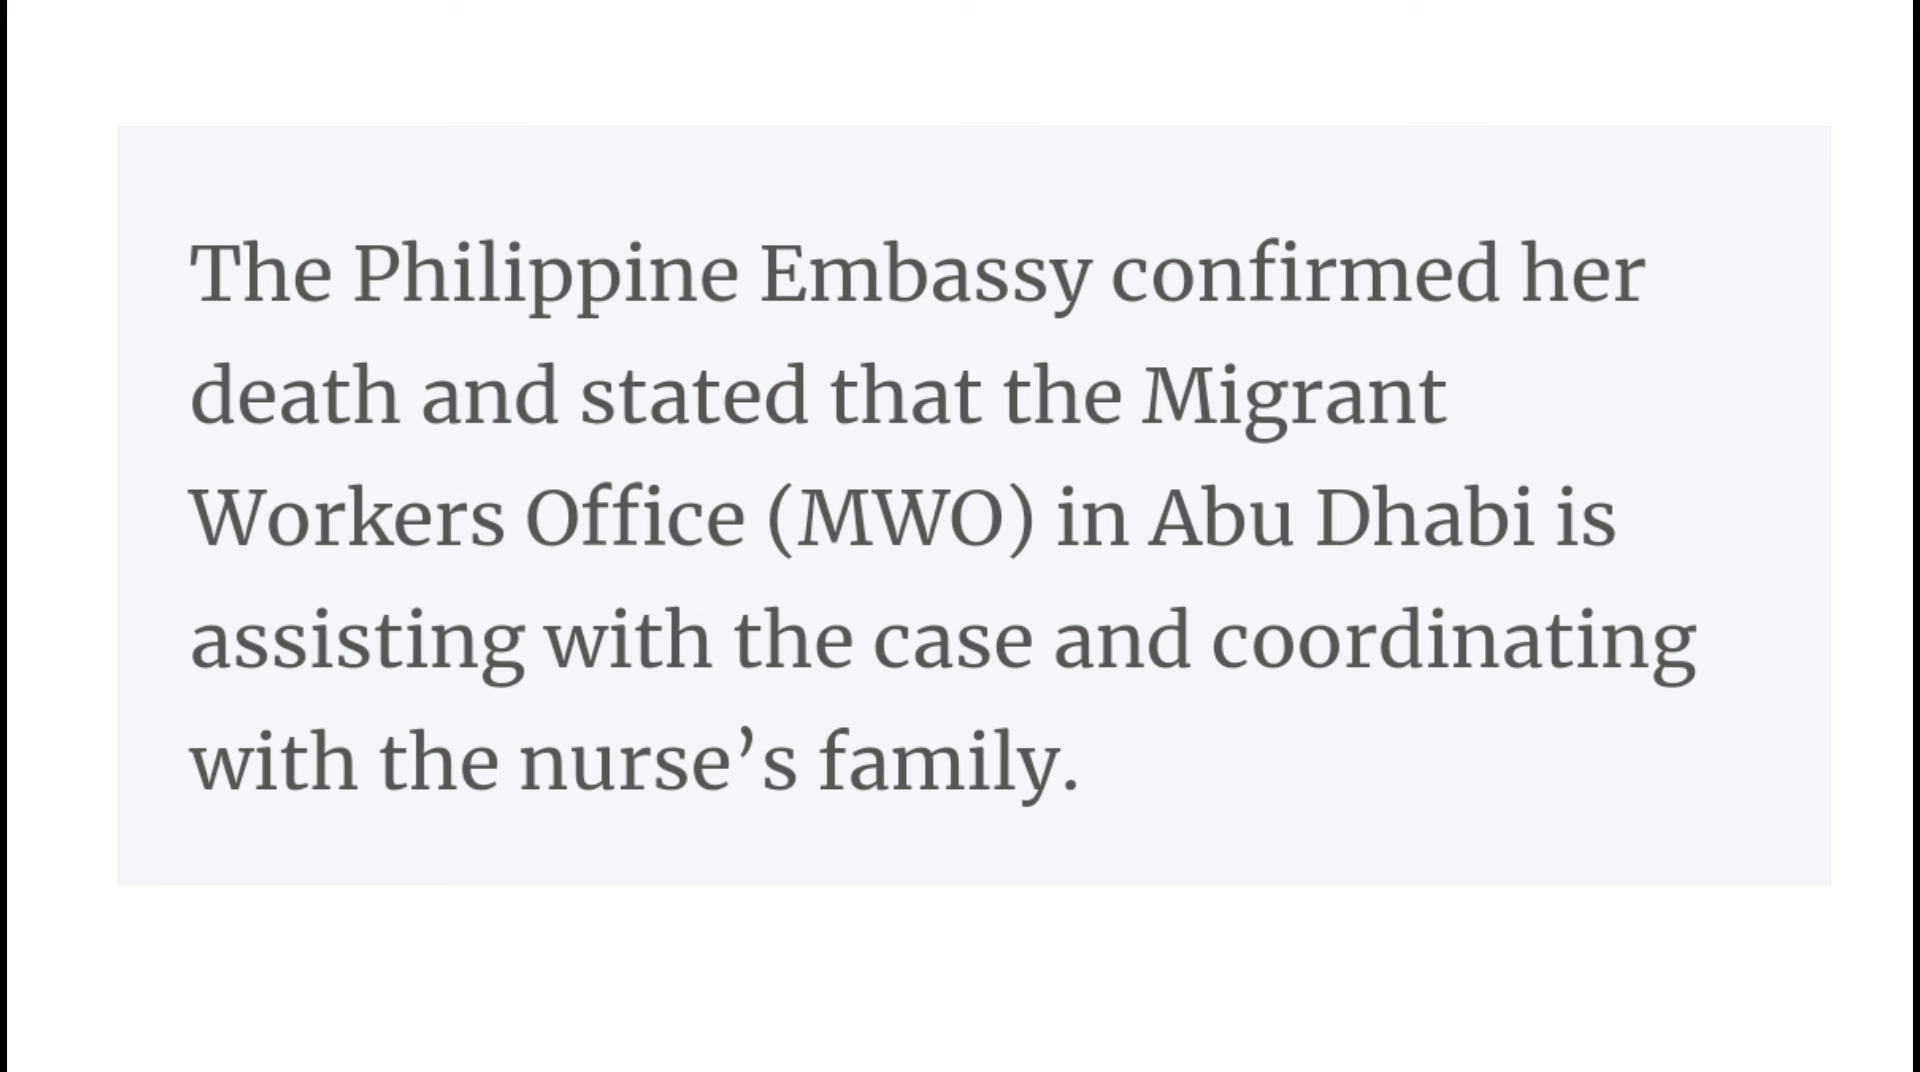 The Philippine Embassy confirmed her
death and stated that the Migrant
Workers Office (MWO) in Abu Dhabi is
assisting with the case and coordinating
with the nurse’s family.